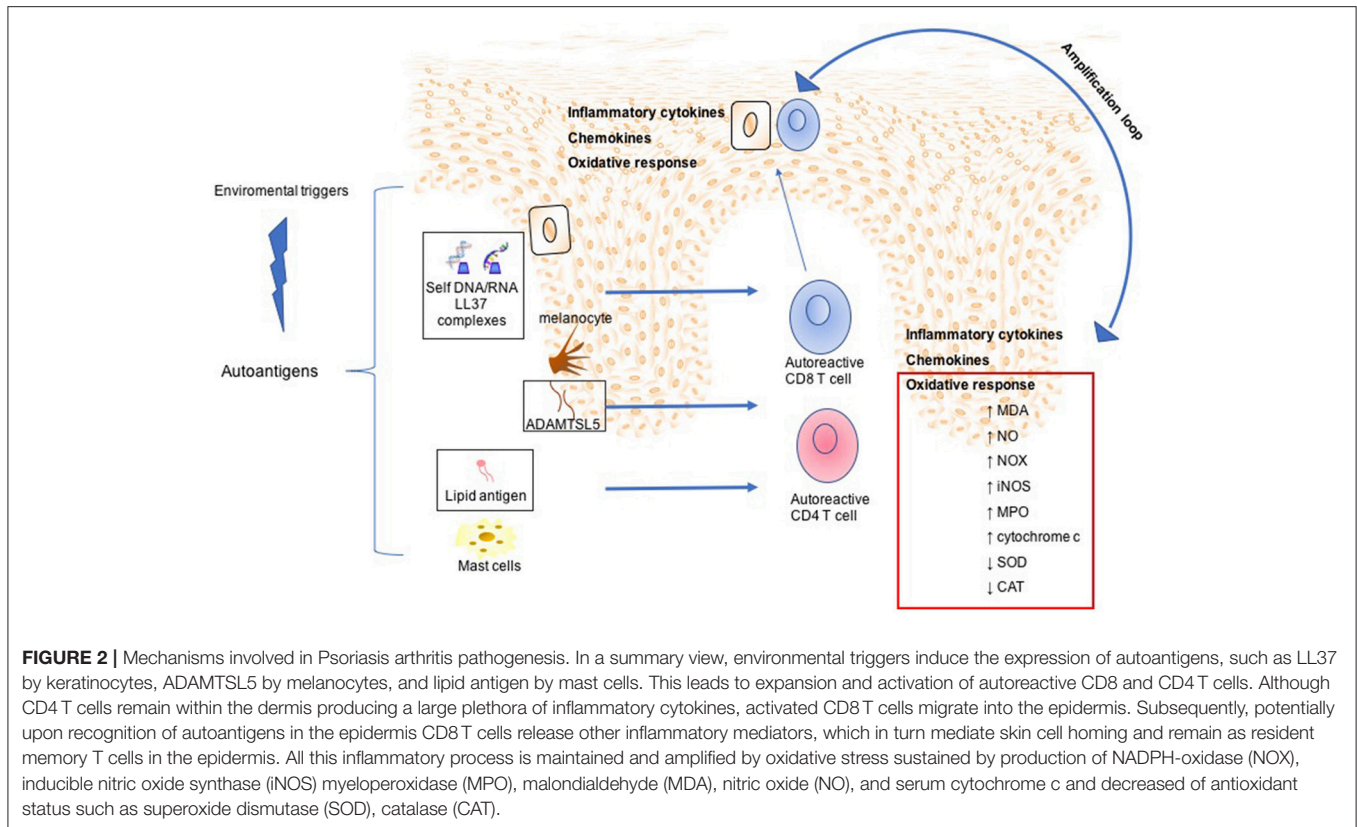 Amplification loop
Inflammatory cytokines
Chemokines
Oxidative response
Enviromental triggers
Autoantigens
Self DNA/RNA
LL37
complexes
melanocyte
ADAMTSL5
Lipid antigen
Mast cells
Autoreactive
CD8 T cell
Autoreactive
CD4 T cell
Inflammatory cytokines
Chemokines
Oxidative response
↑ MDA
↑ NO
↑ NOX
↑ iNOS
↑ MPO
↑ cytochrome c
↓ SOD
↓ CAT
FIGURE 2 | Mechanisms involved in Psoriasis arthritis pathogenesis. In a summary view, environmental triggers induce the expression of autoantigens, such as LL37
by keratinocytes, ADAMTSL5 by melanocytes, and lipid antigen by mast cells. This leads to expansion and activation of autoreactive CD8 and CD4 T cells. Although
CD4 T cells remain within the dermis producing a large plethora of inflammatory cytokines, activated CD8 T cells migrate into the epidermis. Subsequently, potentially
upon recognition of autoantigens in the epidermis CD8 T cells release other inflammatory mediators, which in turn mediate skin cell homing and remain as resident
memory T cells in the epidermis. All this inflammatory process is maintained and amplified by oxidative stress sustained by production of NADPH-oxidase (NOX),
inducible nitric oxide synthase (iNOS) myeloperoxidase (MPO), malondialdehyde (MDA), nitric oxide (NO), and serum cytochrome c and decreased of antioxidant
status such as superoxide dismutase (SOD), catalase (CAT).